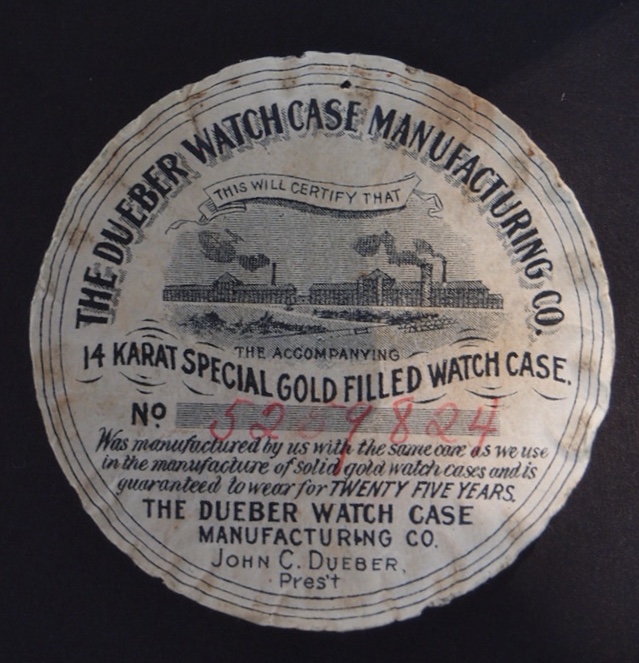 THE DUEBER WATCH CASE MANUFACTURING CO.
THIS WILL CERTIFY THAT
THE ACCOMPANYING
14 KARAT SPECIAL GOLD FILLED WATCH CASE.
No 5259824
Was manufactured by us with the same care as we use
in the manufacture of solid gold watch cases and is
guaranteed to wear for TWENTY FIVE YEARS.
THE DUEBER WATCH CASE
MANUFACTURING CO.
JOHN C. DUEBER,
Pres't